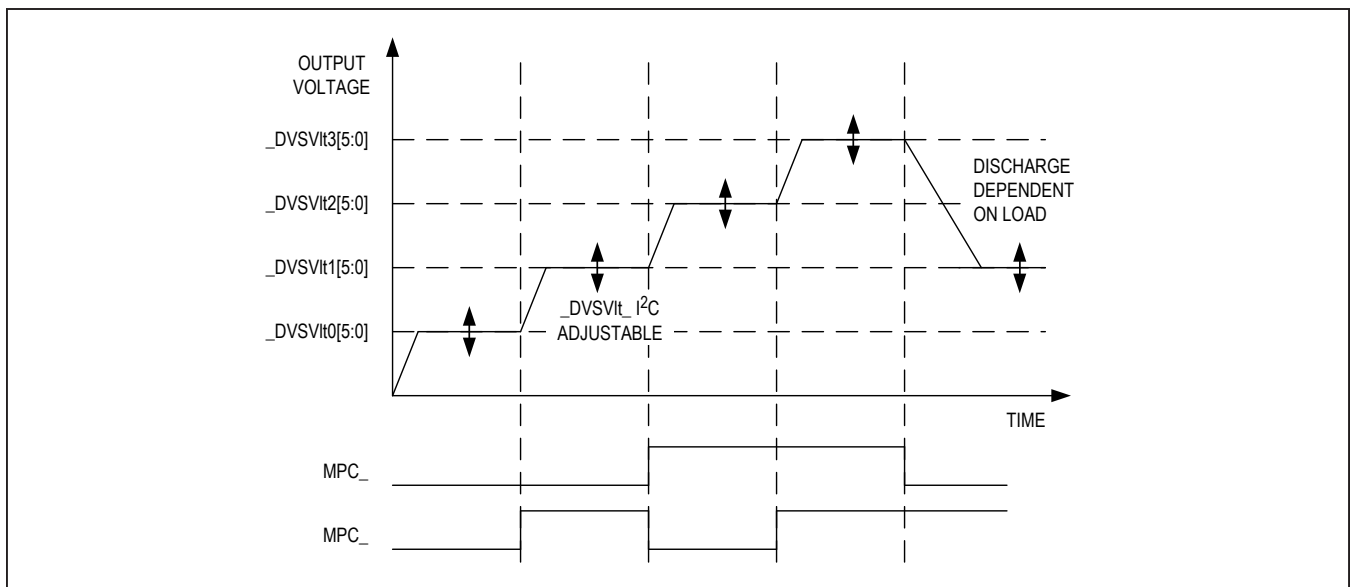 OUTPUT
VOLTAGE
_DVSVlt3[5:0]
_DVSVlt2[5:0]
_DVSVlt1[5:0]
_DVSVlt0[5:0]
DISCHARGE
DEPENDENT
ON LOAD
_DVSVlt_ I²C
ADJUSTABLE
TIME
MPC_
MPC_